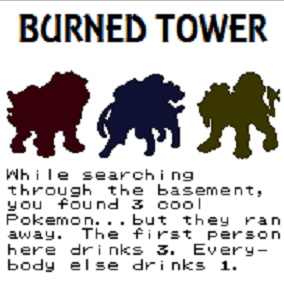 BURNED TOWER
While searching
through the basement,
you found 3 cool
Pokemon...but they ran
away. The first person
here drinks 3. Every-
body else drinks 1.